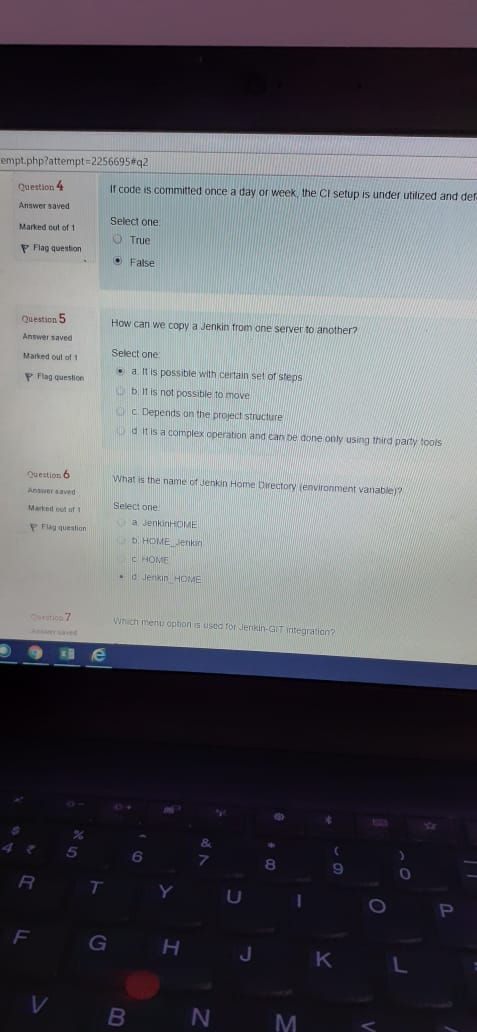 empt.php?attempt=2256695#q2
Question 4
Answer saved
Marked out of 1
Flag question
If code is committed once a day or week, the CI setup is under utilized and
Select one:
True
False
Question 5
Answer saved
Marked out of 1
Flag question
How can we copy a Jenkin from one server to another?
Select one:
a. It is possible with certain set of steps
b. It is not possible to move
c. Depends on the project structure
d. It is a complex operation and can be done only using third party tools
Question 6
Answer saved
Marked out of 1
Flag question
What is the name of Jenkin Home Directory (environment variable)?
Select one:
a. JenkinHOME
b. HOME_Jenkin
c. HOME
d. Jenkin_HOME
Question 7
Answer saved
Which menu option is used for Jenkin-GIT integration?
$ % & * ( )
4 ₹ 5 6 7 8 9 0
R T Y U I O P
F G H J K L
V B N M <